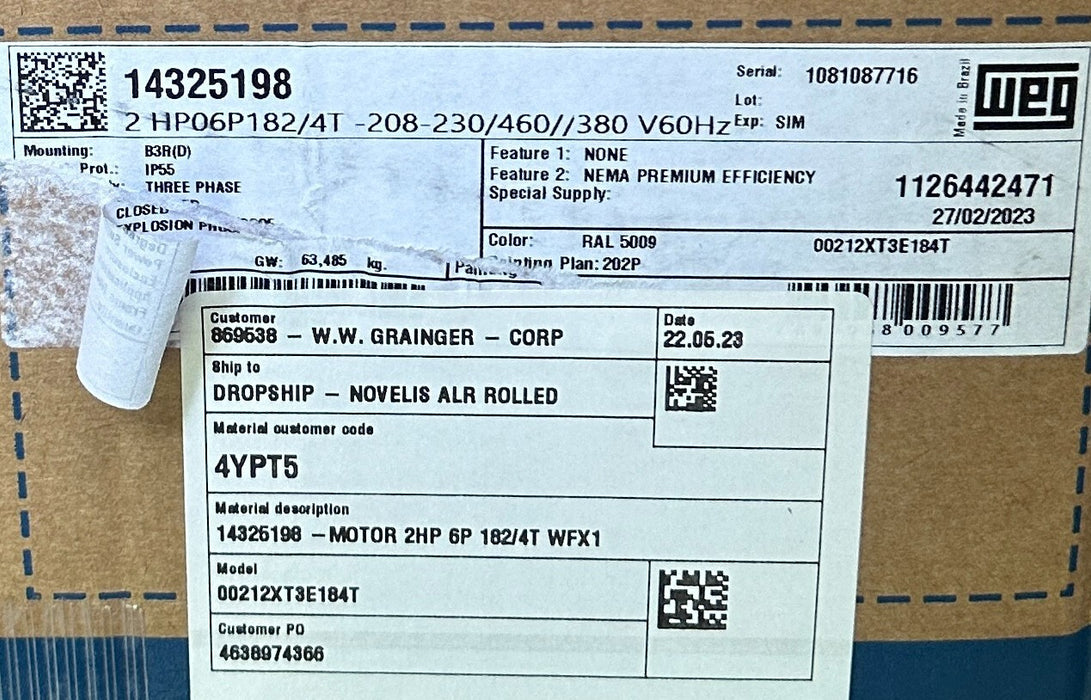 14325198
2 HP06P182/4T -208-230/460//380 V60Hz
Serial: 1081087716
Lot:
Exp: SIM
Made in Brazil
WEG
Mounting: B3R(D)
Prot.: IP55
THREE PHASE
CLOSED
EXPLOSION
GW: 63,485 kg.
Feature 1: NONE
Feature 2: NEMA PREMIUM EFFICIENCY
Special Supply:
1126442471
27/02/2023
Color: RAL 5009
00212XT3E184T
Painting Plan: 202P
8009577
Customer
869538 – W.W. GRAINGER – CORP
Date
22.05.23
Ship to
DROPSHIP – NOVELIS ALR ROLLED
Material customer code
4YPT5
Material description
14325198 –MOTOR 2HP 6P 182/4T WFX1
Model
00212XT3E184T
Customer PO
4638974366